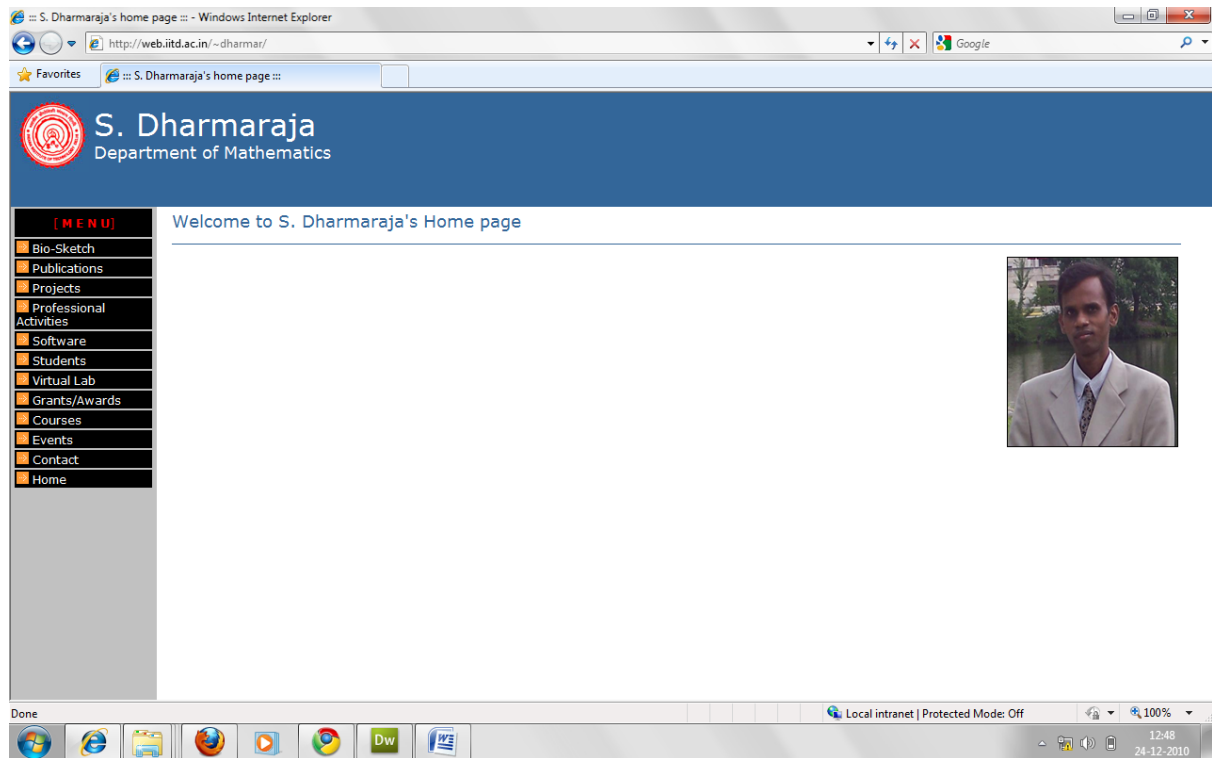 ::: S. Dharmaraja's home page ::: - Windows Internet Explorer
http://web.iitd.ac.in/~dharmar/
Google
Favorites
::: S. Dharmaraja's home page :::
S. Dharmaraja
Department of Mathematics
[ M E N U]
Welcome to S. Dharmaraja's Home page
Bio-Sketch
Publications
Projects
Professional
Activities
Software
Students
Virtual Lab
Grants/Awards
Courses
Events
Contact
Home
Done
Local intranet | Protected Mode: Off
100%
Dw
12:48
24-12-2010